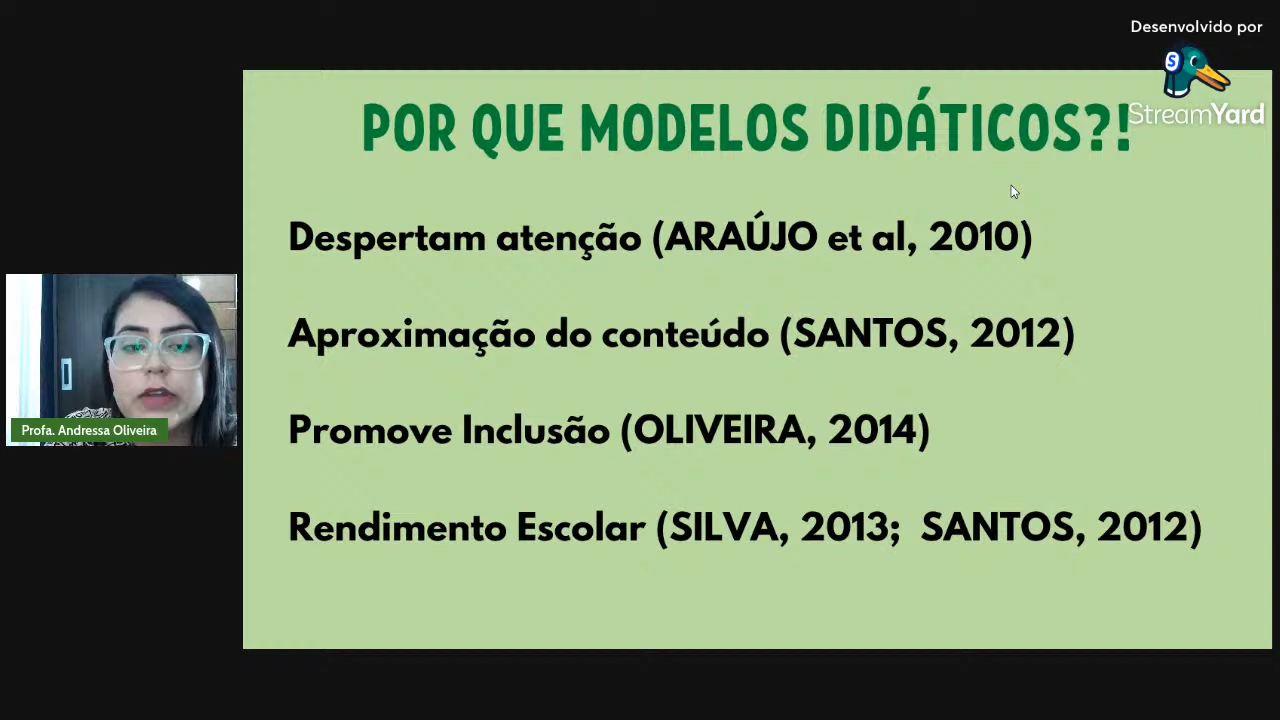 Desenvolvido por
StreamYard
POR QUE MODELOS DIDÁTICOS?!
Despertam atenção (ARAÚJO et al, 2010)
Aproximação do conteúdo (SANTOS, 2012)
Promove Inclusão (OLIVEIRA, 2014)
Profa. Andressa Oliveira
Rendimento Escolar (SILVA, 2013;  SANTOS, 2012)